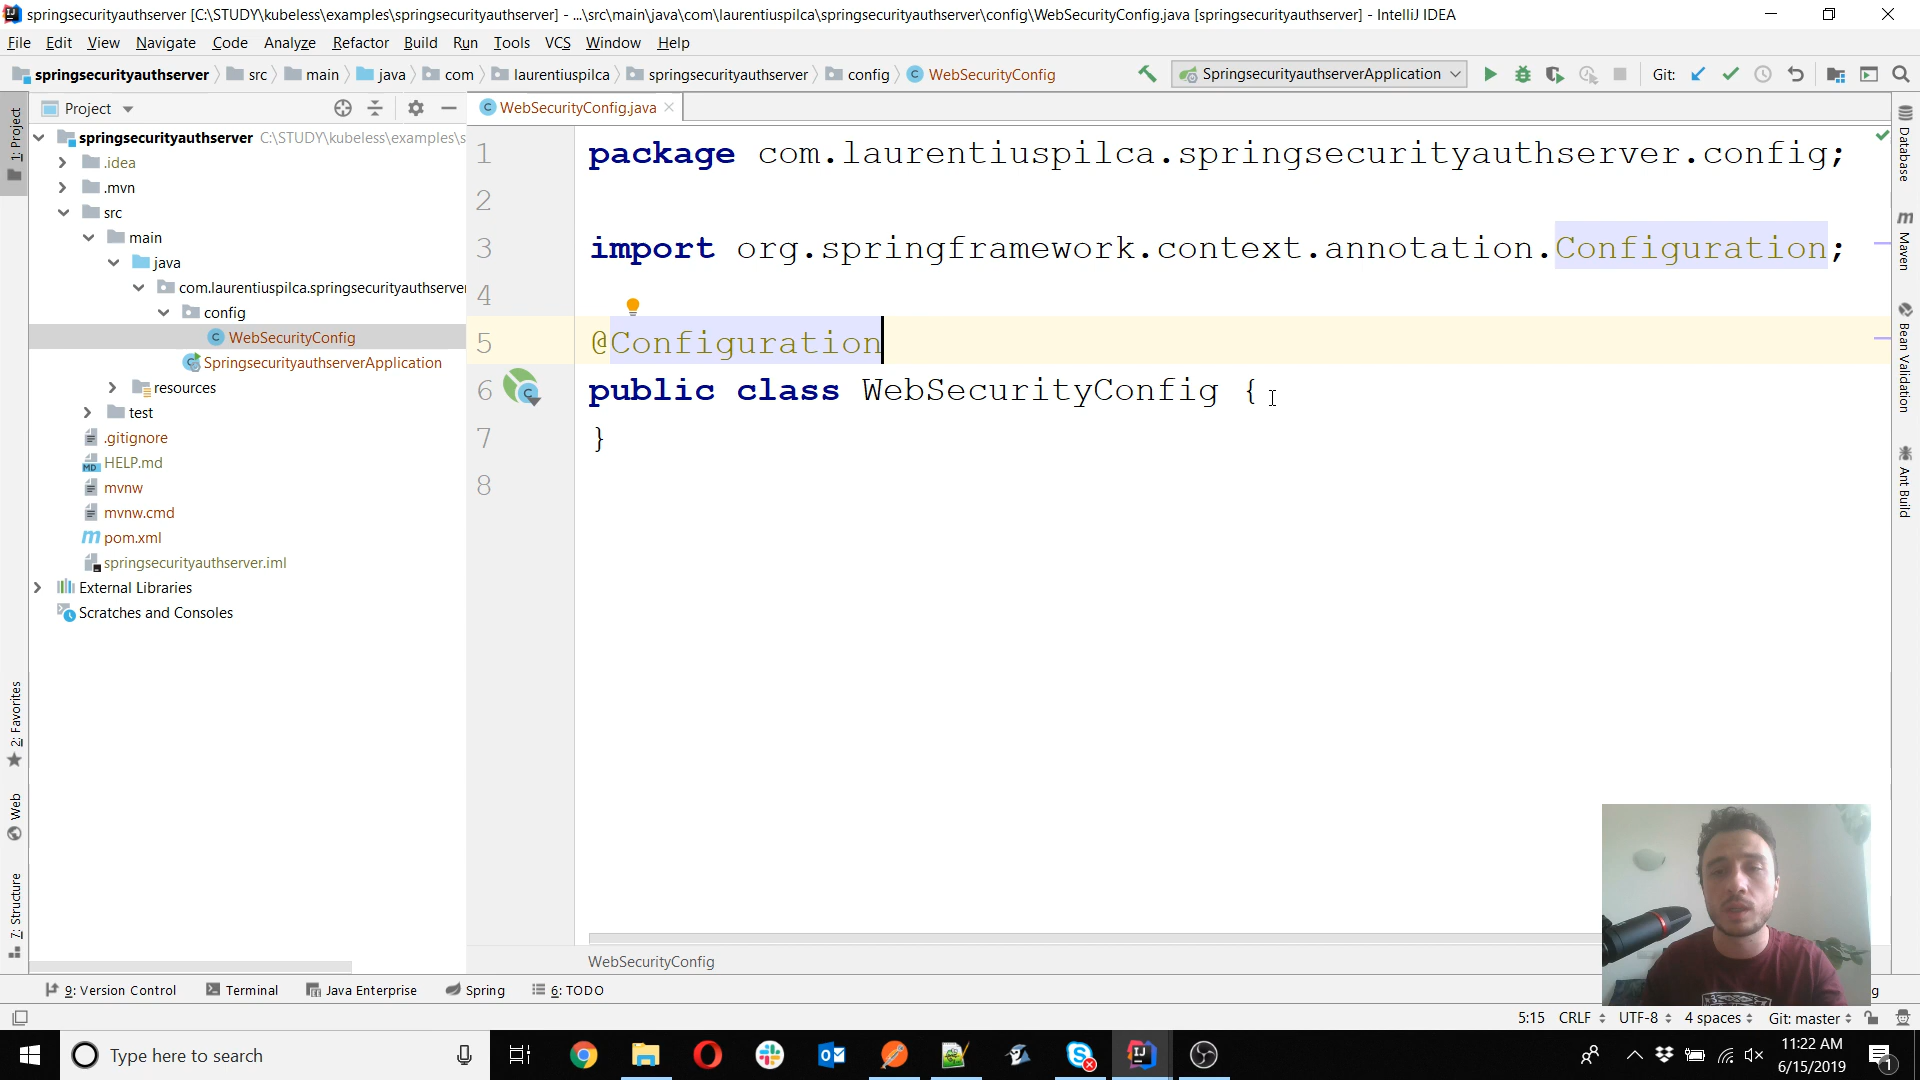 springsecurityauthserver [C:\STUDY\kubeless\examples\springsecurityauthserver] - ...\src\main\java\com\laurentiuspilca\springsecurityauthserver\config\WebSecurityConfig.java [springsecurityauthserver] - IntelliJ IDEA
File Edit View Navigate Code Analyze Refactor Build Run Tools VCS Window Help
springsecurityauthserver src main java com laurentiuspilca springsecurityauthserver config WebSecurityConfig SpringsecurityauthserverApplication Git:
Project
WebSecurityConfig.java
springsecurityauthserver C:\STUDY\kubeless\examples\s
.idea
.mvn
src
main
java
com.laurentiuspilca.springsecurityauthserver
config
WebSecurityConfig
SpringsecurityauthserverApplication
resources
test
.gitignore
HELP.md
mvnw
mvnw.cmd
pom.xml
springsecurityauthserver.iml
External Libraries
Scratches and Consoles
1: Project
2: Favorites
Web
7: Structure
1 package com.laurentiuspilca.springsecurityauthserver.config;
2
3 import org.springframework.context.annotation.Configuration;
4
5 @Configuration
6 public class WebSecurityConfig {
7 }
8
Database
Maven
Bean Validation
Ant Build
WebSecurityConfig
9: Version Control Terminal Java Enterprise Spring 6: TODO
5:15 CRLF UTF-8 4 spaces Git: master
Type here to search
11:22 AM
6/15/2019
1